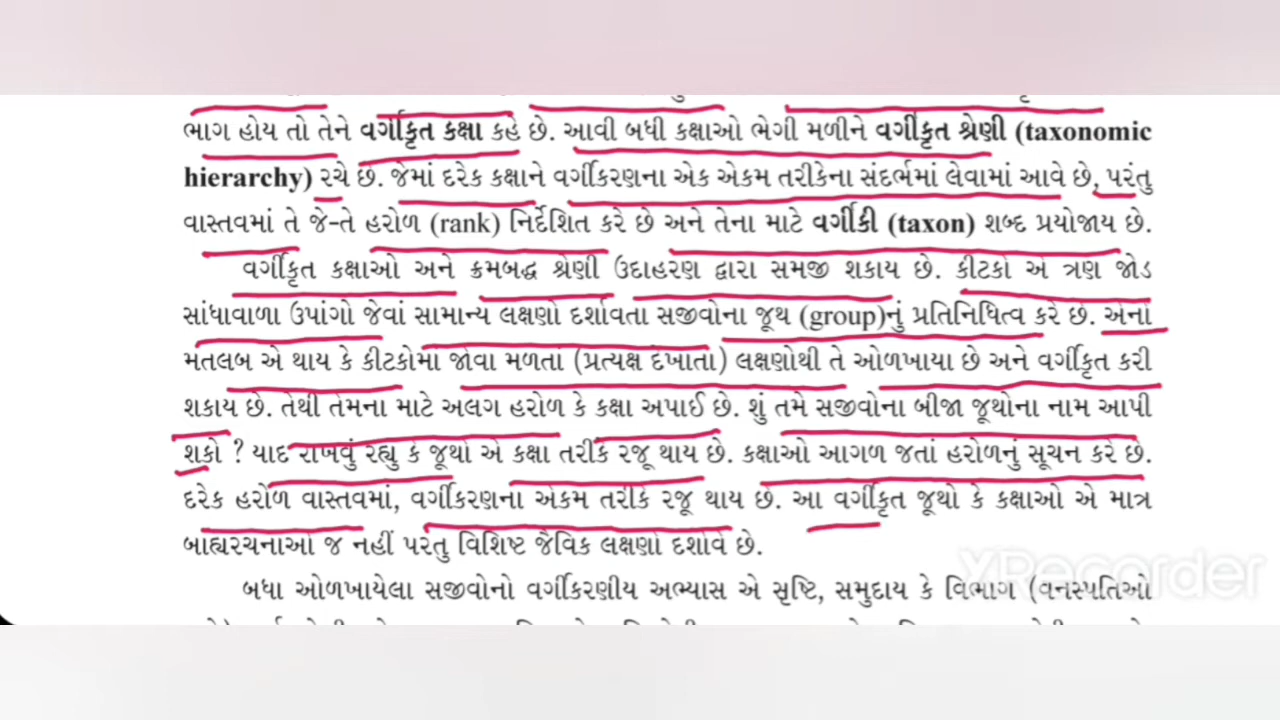 ભાગ હોય તો તેને વર્ગીકૃત કક્ષા કહે છે. આવી બધી કક્ષાઓ ભેગી મળીને વર્ગીકૃત શ્રેણી (taxonomic
hierarchy) રચે છે. જેમાં દરેક કક્ષાને વર્ગીકરણના એક એકમ તરીકેના સંદર્ભમાં લેવામાં આવે છે, પરંતુ
વાસ્તવમાં તે જે-તે હરોળ (rank) નિર્દેશિત કરે છે અને તેના માટે વર્ગીકી (taxon) શબ્દ પ્રયોજાય છે.
વર્ગીકૃત કક્ષાઓ અને ક્રમબદ્ધ શ્રેણી ઉદાહરણ દ્વારા સમજી શકાય છે. કીટકો એ ત્રણ જોડ
સાંધાવાળા ઉપાંગો જેવાં સામાન્ય લક્ષણો દર્શાવતા સજીવોના જૂથ (group)નું પ્રતિનિધિત્વ કરે છે. એનો
મતલબ એ થાય કે કીટકોમાં જોવા મળતાં (પ્રત્યક્ષ દેખાતાં) લક્ષણોથી તે ઓળખાયા છે અને વર્ગીકૃત કરી
શકાય છે. તેથી તેમના માટે અલગ હરોળ કે કક્ષા અપાઈ છે. શું તમે સજીવોના બીજા જૂથોના નામ આપી
શકો ? યાદ રાખવું રહ્યુ કે જૂથો એ કક્ષા તરીકે રજૂ થાય છે. કક્ષાઓ આગળ જતાં હરોળનું સૂચન કરે છે.
દરેક હરોળ વાસ્તવમાં, વર્ગીકરણના એકમ તરીકે રજૂ થાય છે. આ વર્ગીકૃત જૂથો કે કક્ષાઓ એ માત્ર
બાહ્યરચનાઓ જ નહીં પરંતુ વિશિષ્ટ જૈવિક લક્ષણો દર્શાવે છે.
બધા ઓળખાયેલા સજીવોનો વર્ગીકરણીય અભ્યાસ એ સૃષ્ટિ, સમુદાય કે વિભાગ (વનસ્પતિઓ
XRecorder